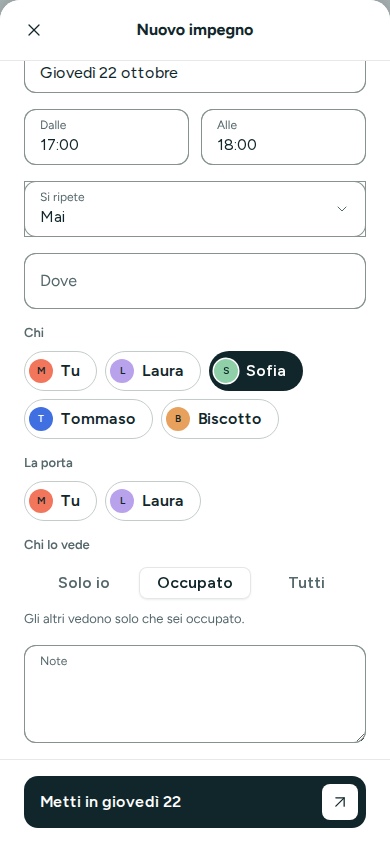 Nuovo impegno
Giovedì 22 ottobre
Dalle Alle
17:00 18:00
Si ripete
Mai
Dove
Chi
M Tu L Laura S Sofia
T Tommaso B Biscotto
La porta
M Tu L Laura
Chi lo vede
Solo io Occupato Tutti
Gli altri vedono solo che sei occupato.
Note
Metti in giovedì 22